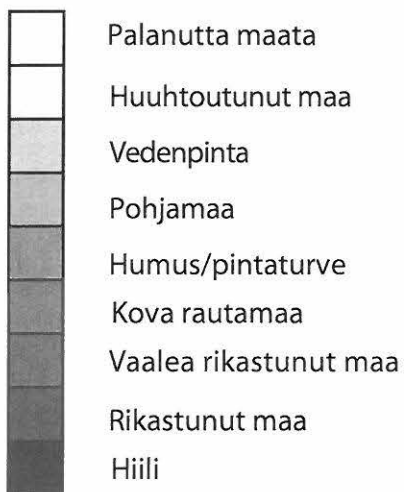 Palanutta maata
Huuhtoutunut maa
Vedenpinta
Pohjamaa
Humus/pintaturve
Kova rautamaa
Vaalea rikastunut maa
Rikastunut maa
Hiili